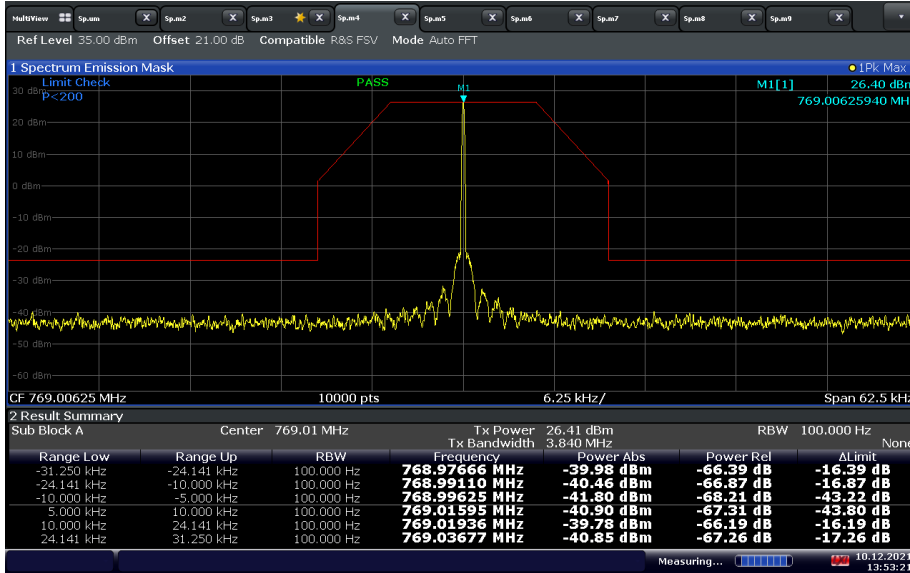 MultiView Sp.um X Sp.m2 X Sp.m3 X Sp.m4 X Sp.m5 X Sp.m6 X Sp.m7 X Sp.m8 X Sp.m9 X
Ref Level 35.00 dBm Offset 21.00 dB Compatible R&S FSV Mode Auto FFT
1 Spectrum Emission Mask 1Pk Max
Limit Check PASS M1 M1[1] 26.40 dBm
30 dBm P<200 769.00625940 MH
20 dBm
10 dBm
0 dBm
-10 dBm
-20 dBm
-30 dBm
-40 dBm
-50 dBm
-60 dBm
CF 769.00625 MHz 10000 pts 6.25 kHz/ Span 62.5 kHz
2 Result Summary
Sub Block A Center 769.01 MHz Tx Power 26.41 dBm RBW 100.000 Hz
Tx Bandwidth 3.840 MHz None
Range Low Range Up RBW Frequency Power Abs Power Rel ΔLimit
-31.250 kHz -24.141 kHz 100.000 Hz 768.97666 MHz -39.98 dBm -66.39 dB -16.39 dB
-24.141 kHz -10.000 kHz 100.000 Hz 768.99110 MHz -40.46 dBm -66.87 dB -16.87 dB
-10.000 kHz -5.000 kHz 100.000 Hz 768.99625 MHz -41.80 dBm -68.21 dB -43.22 dB
5.000 kHz 10.000 kHz 100.000 Hz 769.01595 MHz -40.90 dBm -67.31 dB -43.80 dB
10.000 kHz 24.141 kHz 100.000 Hz 769.01936 MHz -39.78 dBm -66.19 dB -16.19 dB
24.141 kHz 31.250 kHz 100.000 Hz 769.03677 MHz -40.85 dBm -67.26 dB -17.26 dB
Measuring... 10.12.2021
13:53:21